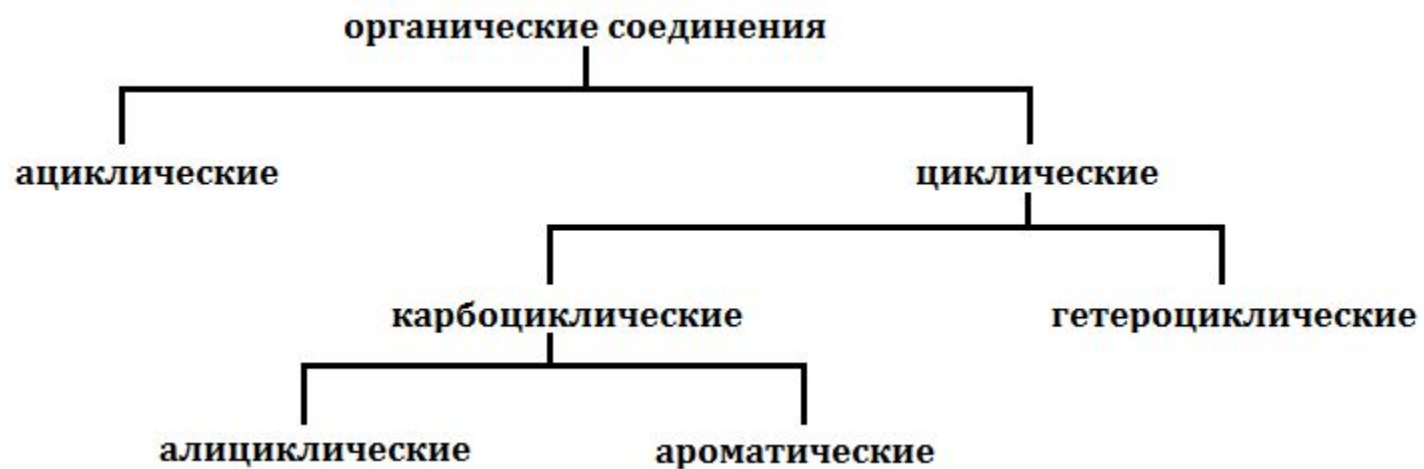 органические соединения
ациклические
циклические
карбоциклические
гетероциклические
алициклические
ароматические